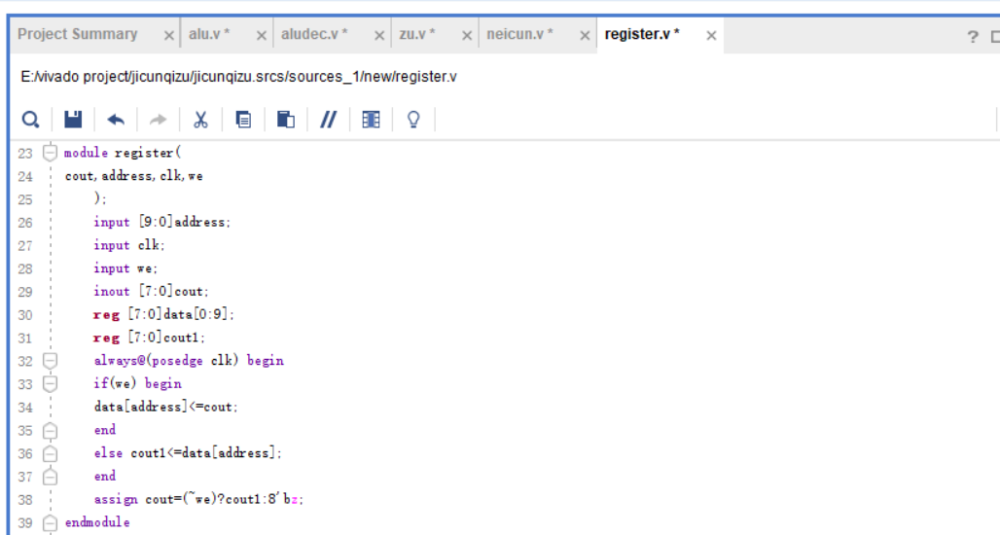 Project Summary × alu.v * × aludec.v * × zu.v * × neicun.v * × register.v * × ?
E:/vivado project/jicunqizu/jicunqizu.srcs/sources_1/new/register.v
23 module register(
24 cout,address,clk,we
25 );
26 input [9:0]address;
27 input clk;
28 input we;
29 inout [7:0]cout;
30 reg [7:0]data[0:9];
31 reg [7:0]cout1;
32 always@(posedge clk) begin
33 if(we) begin
34 data[address]<=cout;
35 end
36 else cout1<=data[address];
37 end
38 assign cout=(~we)?cout1:8'bz;
39 endmodule